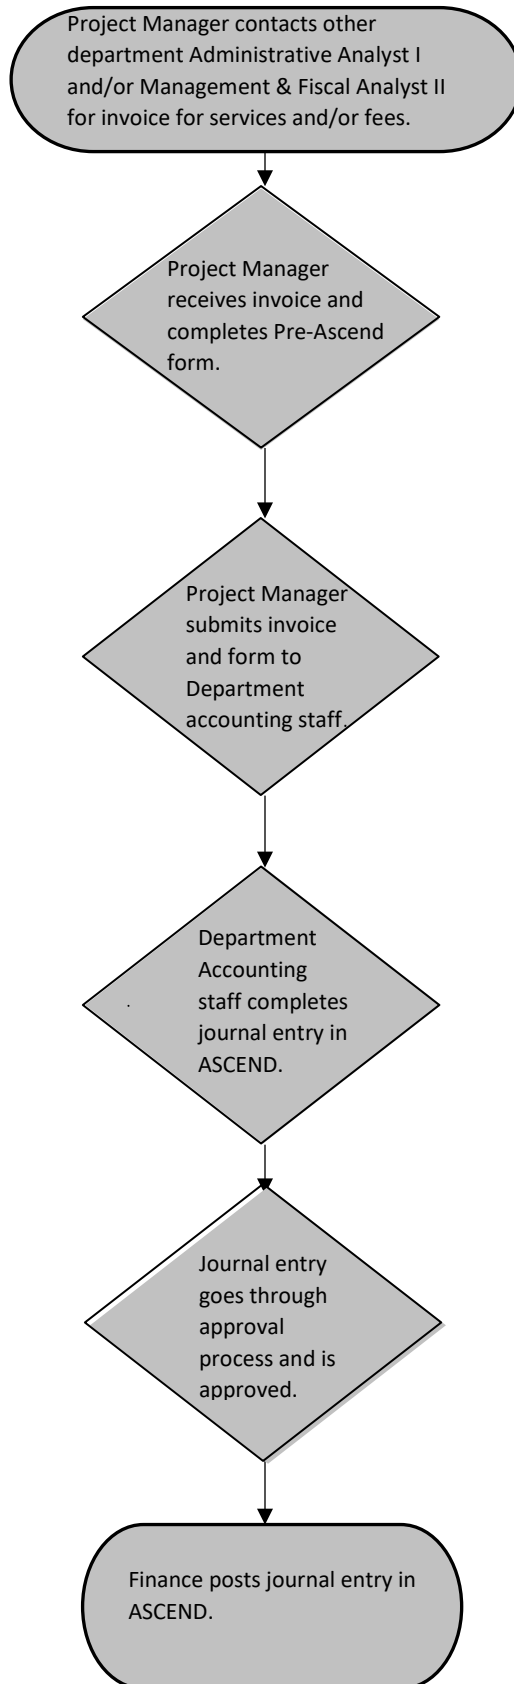 Project Manager contacts other
department Administrative Analyst I
and/or Management & Fiscal Analyst II
for invoice for services and/or fees.
Project Manager
receives invoice and
completes Pre-Ascend
form.
Project Manager
submits invoice
and form to
Department
accounting staff.
Department
Accounting
staff completes
journal entry in
ASCEND.
.
Journal entry
goes through
approval
process and is
approved.
Finance posts journal entry in
ASCEND.